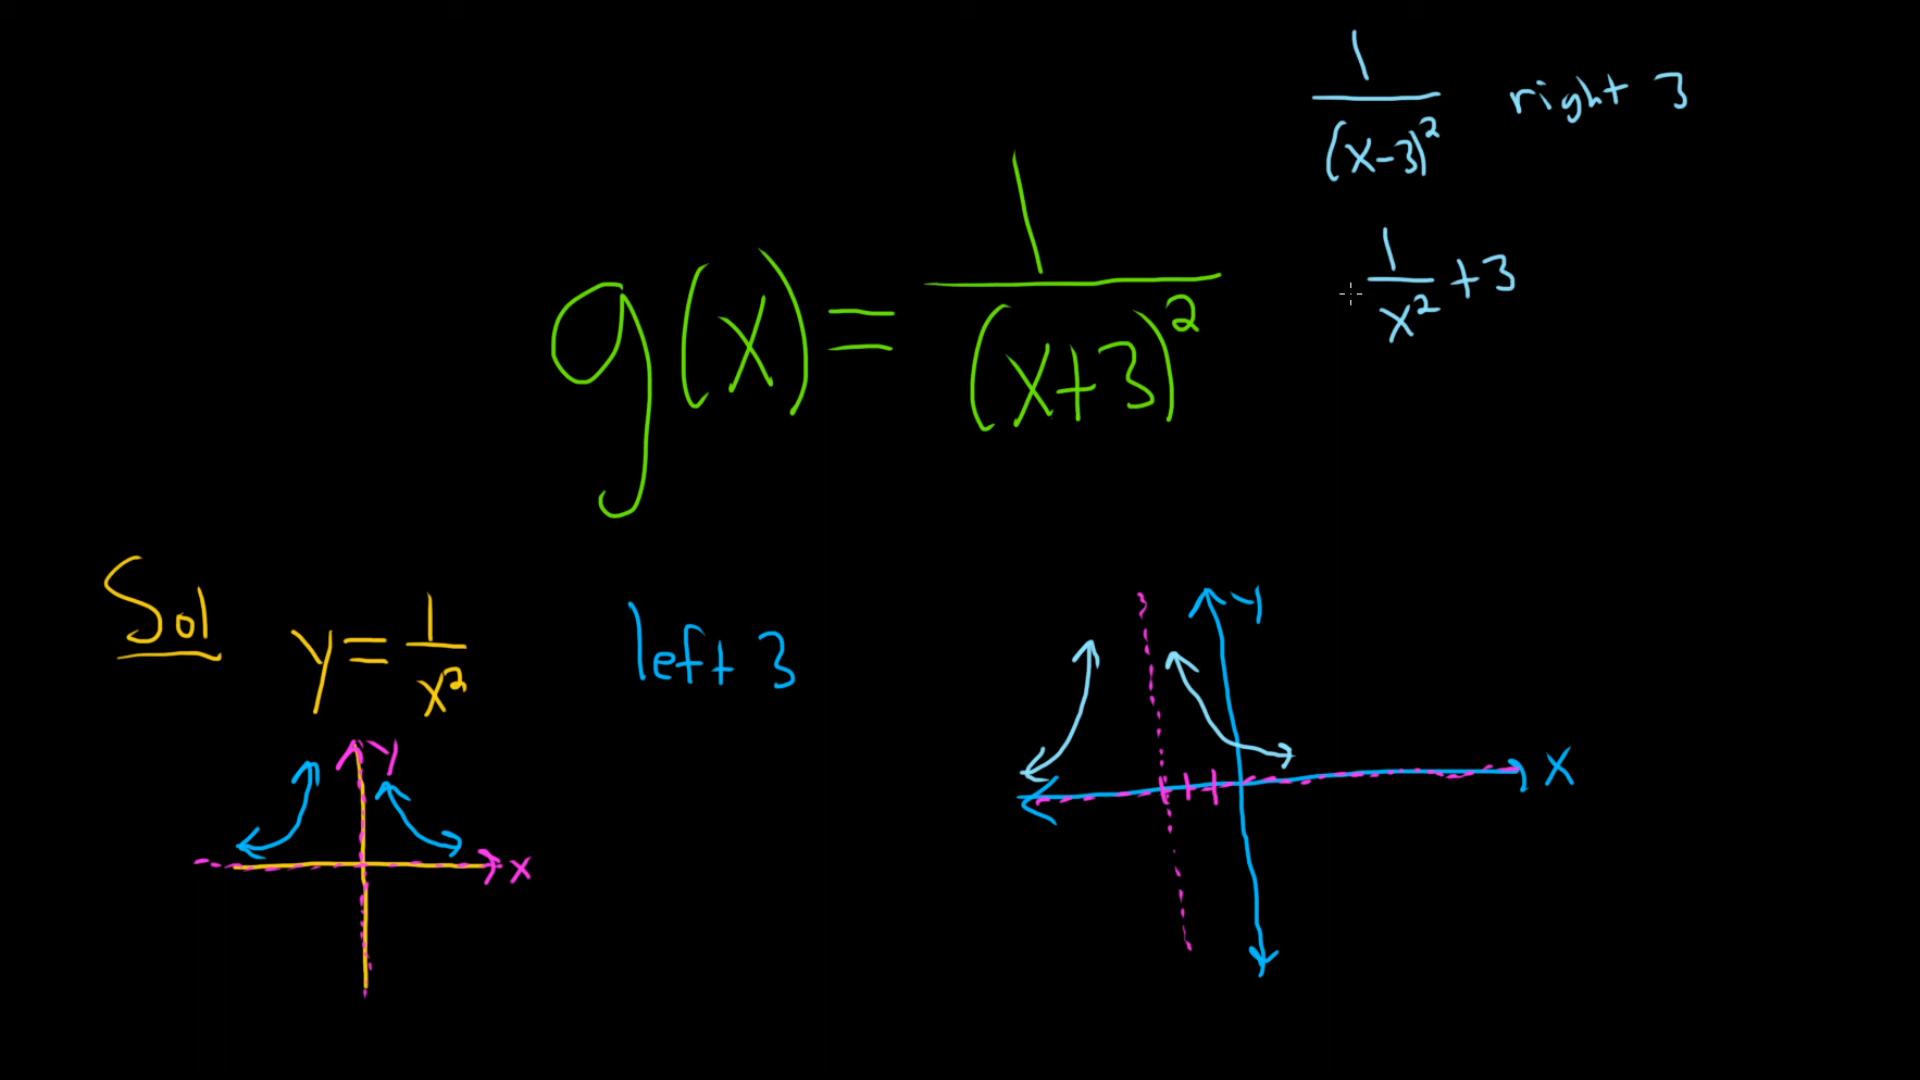 1/(x-3)² right 3
g(x) = 1/(x+3)²
1/x² + 3
Sol y = 1/x² left 3
y
x
y
x